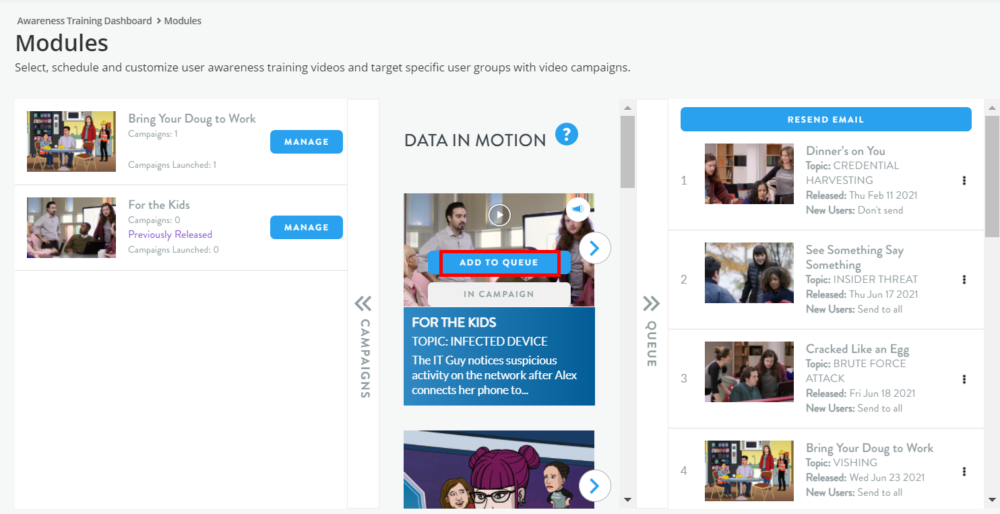 Awareness Training Dashboard > Modules
Modules
Select, schedule and customize user awareness training videos and target specific user groups with video campaigns.
Bring Your Doug to Work
Campaigns: 1
MANAGE
Campaigns Launched: 1
For the Kids
Campaigns: 0
MANAGE
Previously Released
Campaigns Launched: 0
CAMPAIGNS
DATA IN MOTION ?
ADD TO QUEUE
IN CAMPAIGN
FOR THE KIDS
TOPIC: INFECTED DEVICE
The IT Guy notices suspicious
activity on the network after Alex
connects her phone to...
QUEUE
RESEND EMAIL
1
Dinner's on You
Topic: CREDENTIAL
HARVESTING
Released: Thu Feb 11 2021
New Users: Don't send
2
See Something Say
Something
Topic: INSIDER THREAT
Released: Thu Jun 17 2021
New Users: Send to all
3
Cracked Like an Egg
Topic: BRUTE FORCE
ATTACK
Released: Fri Jun 18 2021
New Users: Send to all
4
Bring Your Doug to Work
Topic: VISHING
Released: Wed Jun 23 2021
New Users: Send to all